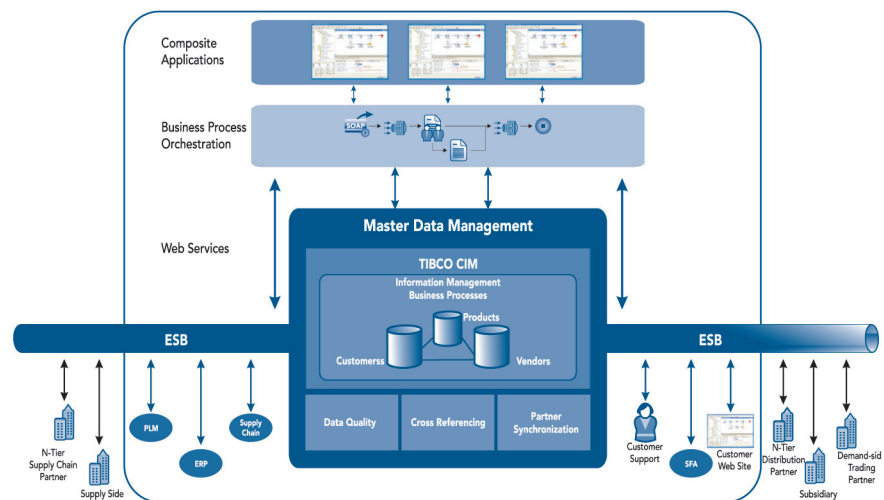 Composite
Applications
Business Process
Orchestration
SOAP
Web Services
Master Data Management
TIBCO CIM
Information Management
Business Processes
Products
Customerss
Vendors
ESB
ESB
Data Quality
Cross Referencing
Partner
Synchronization
PLM
ERP
Supply
Chain
N-Tier
Supply Chain
Partner
Supply Side
Customer
Support
SFA
Customer
Web Site
N-Tier
Distribution
Partner
Subsidiary
Demand-sid
Trading
Partner